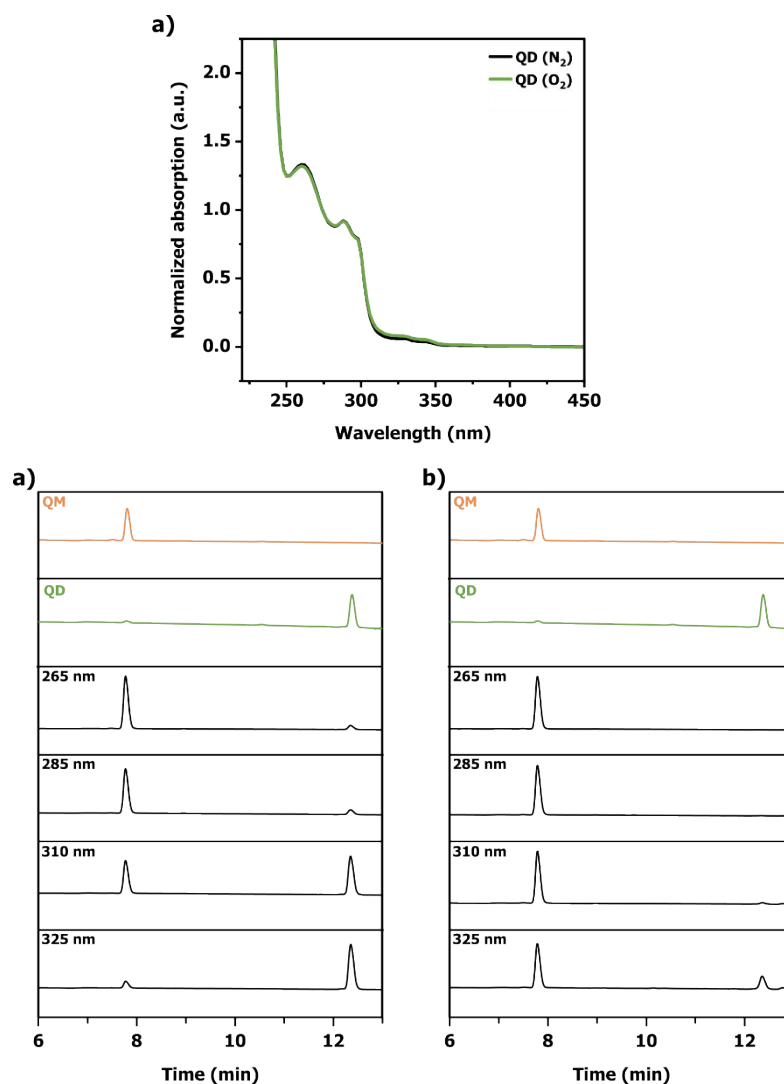 a)
QD (N₂)
QD (O₂)
Normalized absorption (a.u.)
2.0
1.5
1.0
0.5
0.0
250 300 350 400 450
Wavelength (nm)
a)
QM
QD
265 nm
285 nm
310 nm
325 nm
6 8 10 12
Time (min)
b)
QM
QD
265 nm
285 nm
310 nm
325 nm
6 8 10 12
Time (min)